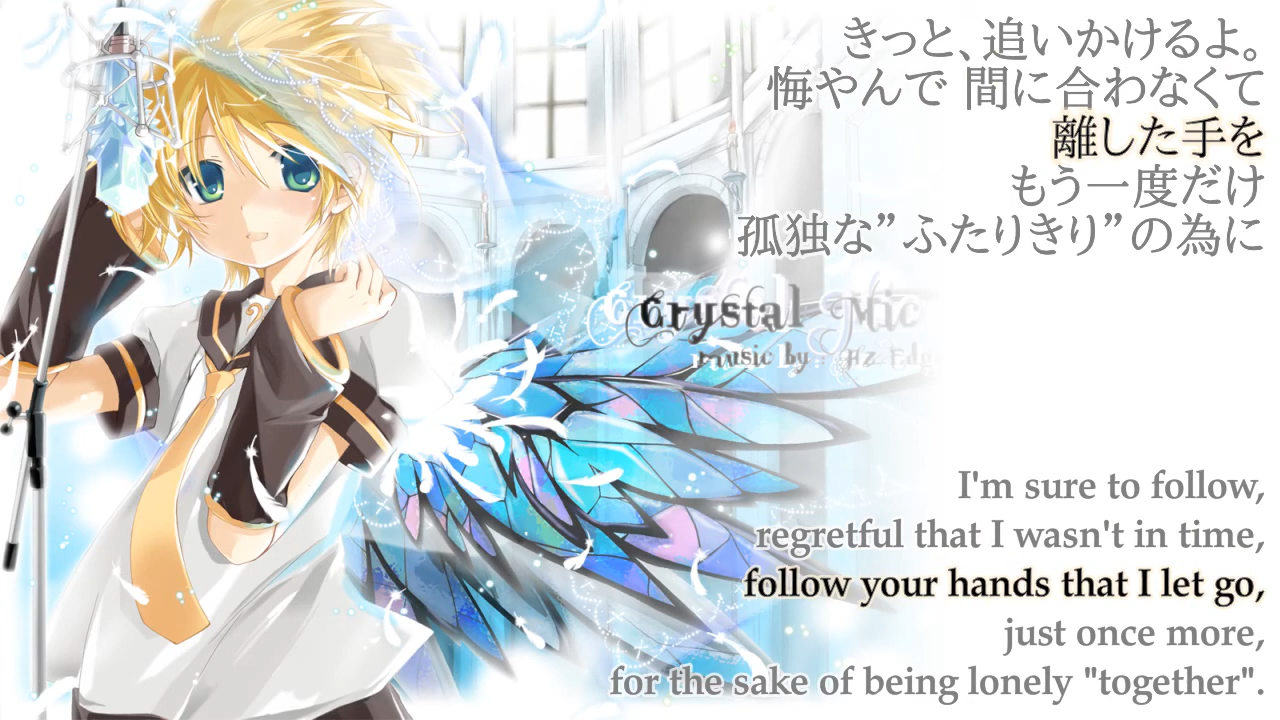 きっと、追いかけるよ。
悔やんで 間に合わなくて
離した手を
もう一度だけ
孤独な”ふたりきり”の為に
Crystal Mic
music by
I'm sure to follow,
regretful that I wasn't in time,
follow your hands that I let go,
just once more,
for the sake of being lonely "together".